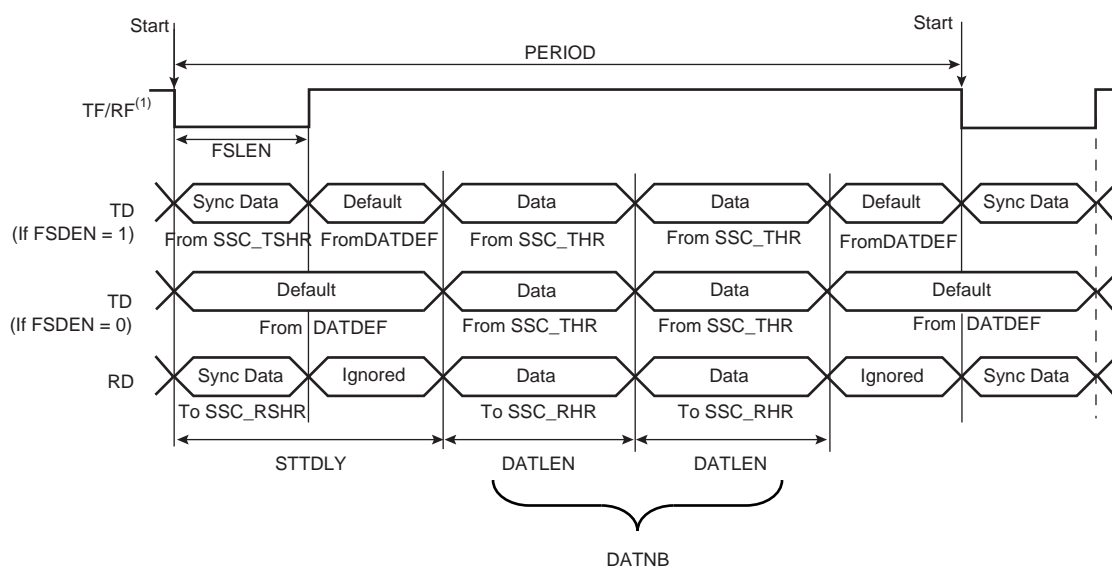 Start
Start
PERIOD
TF/RF(1)
FSLEN
TD
(If FSDEN = 1)
Sync Data
Default
Data
Data
Default
Sync Data
From SSC_TSHR
FromDATDEF
From SSC_THR
From SSC_THR
FromDATDEF
TD
(If FSDEN = 0)
Default
Data
Data
Default
From DATDEF
From SSC_THR
From SSC_THR
From DATDEF
RD
Sync Data
Ignored
Data
Data
Ignored
Sync Data
To SSC_RSHR
To SSC_RHR
To SSC_RHR
STTDLY
DATLEN
DATLEN
DATNB